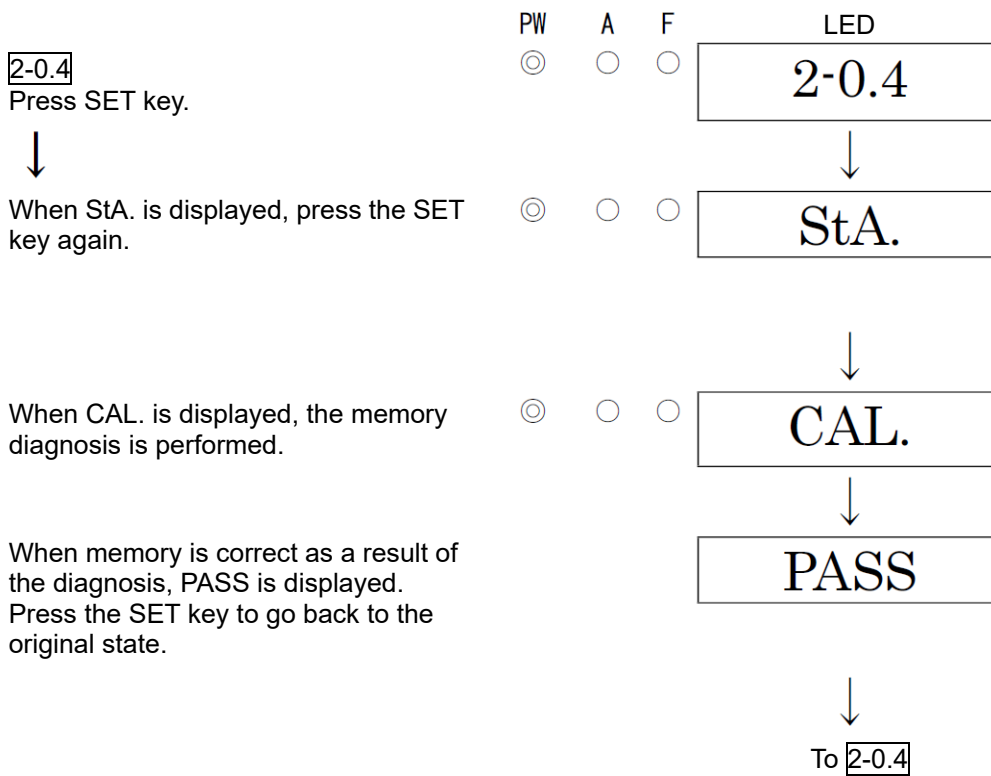 PW A F LED
2-0.4
2-0.4
Press SET key.
When StA. is displayed, press the SET
key again.
StA.
When CAL. is displayed, the memory
diagnosis is performed.
CAL.
When memory is correct as a result of
the diagnosis, PASS is displayed.
Press the SET key to go back to the
original state.
PASS
To 2-0.4